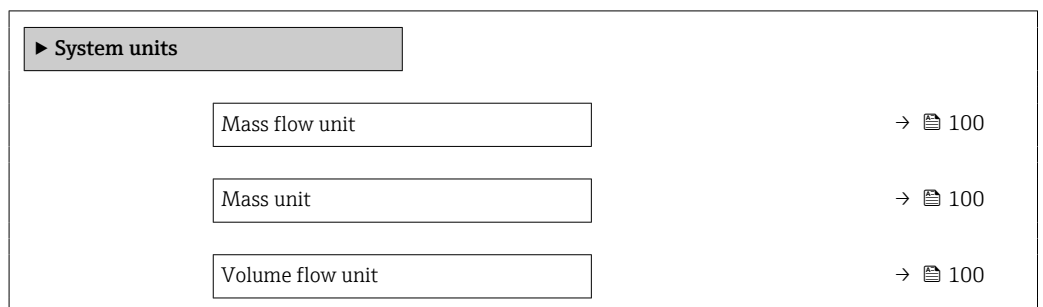 ▶ System units
Mass flow unit → 100
Mass unit → 100
Volume flow unit → 100